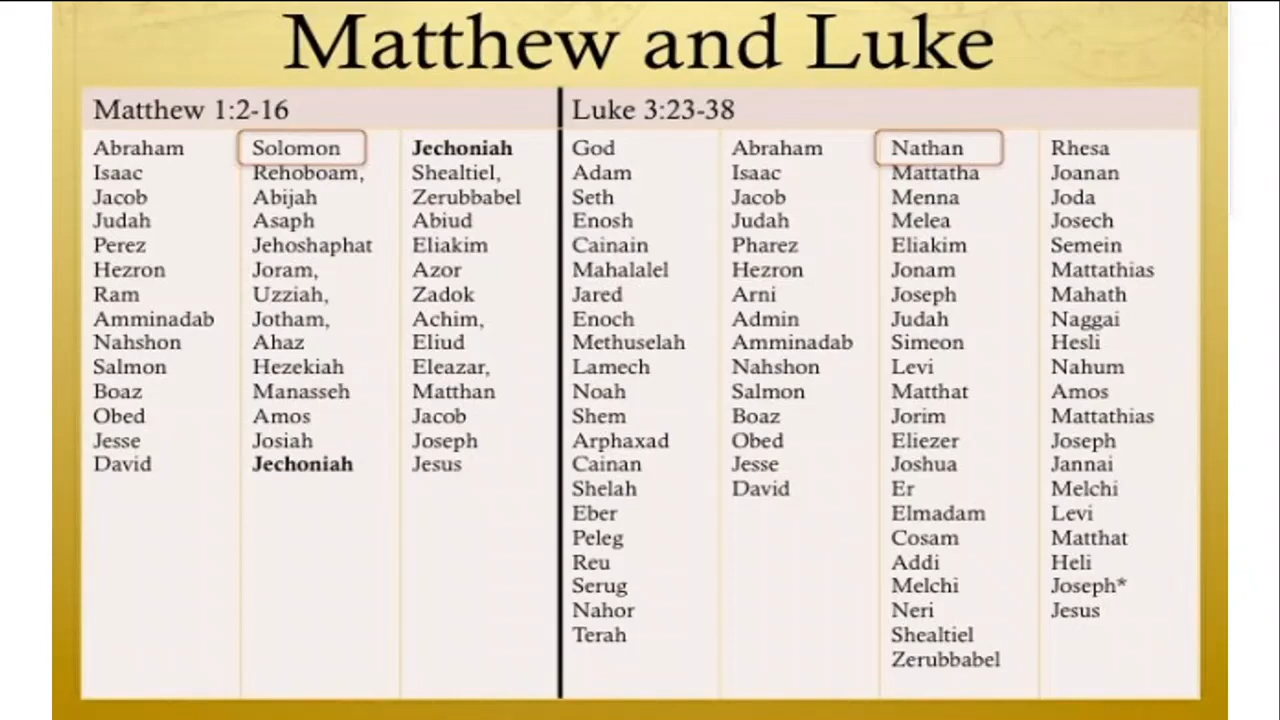 Matthew and Luke
Matthew 1:2-16
Abraham
Isaac
Jacob
Judah
Perez
Hezron
Ram
Amminadab
Nahshon
Salmon
Boaz
Obed
Jesse
David
Solomon
Rehoboam,
Abijah
Asaph
Jehoshaphat
Joram,
Uzziah,
Jotham,
Ahaz
Hezekiah
Manasseh
Amos
Josiah
Jechoniah
Jechoniah
Shealtiel,
Zerubbabel
Abiud
Eliakim
Azor
Zadok
Achim,
Eliud
Eleazar,
Matthan
Jacob
Joseph
Jesus
Luke 3:23-38
God
Adam
Seth
Enosh
Cainain
Mahalalel
Jared
Enoch
Methuselah
Lamech
Noah
Shem
Arphaxad
Cainan
Shelah
Eber
Peleg
Reu
Serug
Nahor
Terah
Abraham
Isaac
Jacob
Judah
Pharez
Hezron
Arni
Admin
Amminadab
Nahshon
Salmon
Boaz
Obed
Jesse
David
Nathan
Mattatha
Menna
Melea
Eliakim
Jonam
Joseph
Judah
Simeon
Levi
Matthat
Jorim
Eliezer
Joshua
Er
Elmadam
Cosam
Addi
Melchi
Neri
Shealtiel
Zerubbabel
Rhesa
Joanan
Joda
Josech
Semein
Mattathias
Mahath
Naggai
Hesli
Nahum
Amos
Mattathias
Joseph
Jannai
Melchi
Levi
Matthat
Heli
Joseph*
Jesus